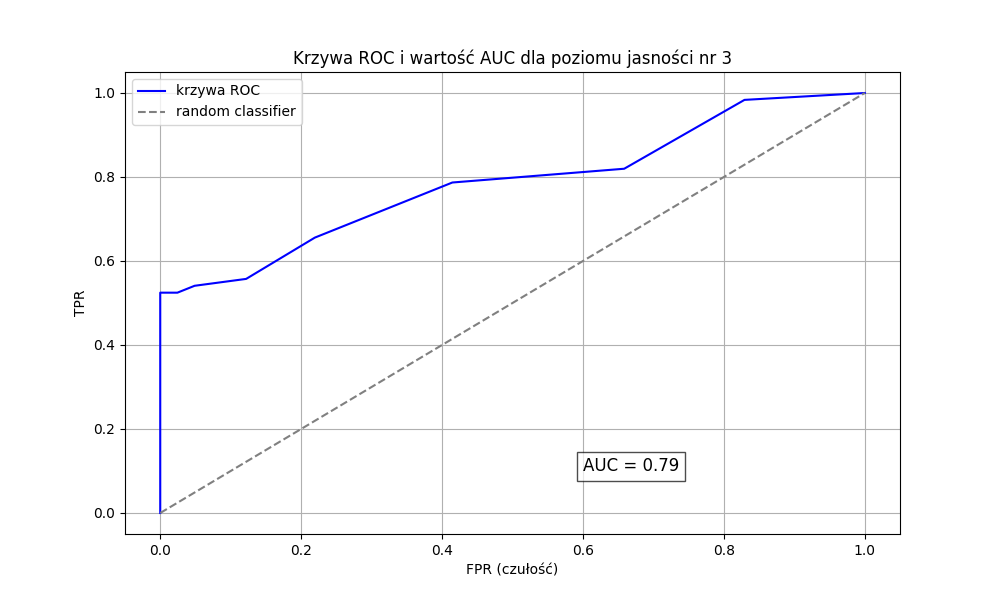 Krzywa ROC i wartość AUC dla poziomu jasności nr 3
krzywa ROC
random classifier
TPR
1.0
0.8
0.6
0.4
0.2
0.0
AUC = 0.79
0.0 0.2 0.4 0.6 0.8 1.0
FPR (czułość)